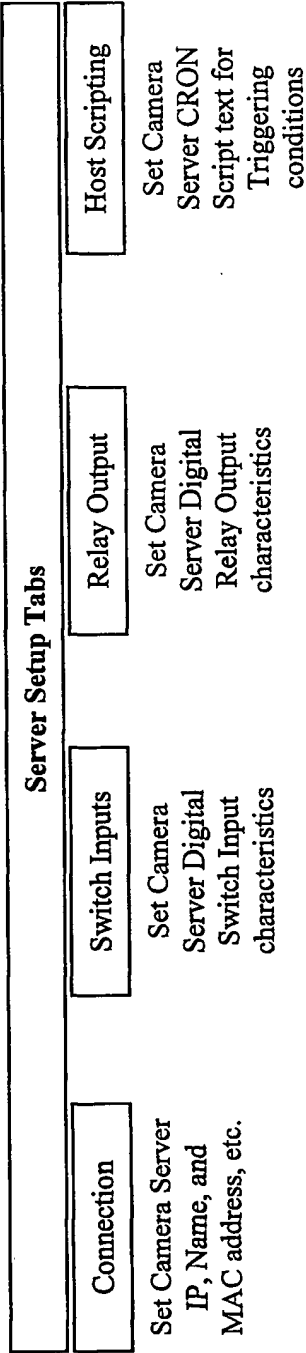 Server Setup Tabs
Connection
Set Camera Server
IP, Name, and
MAC address, etc.
Switch Inputs
Set Camera
Server Digital
Switch Input
characteristics
Relay Output
Set Camera
Server Digital
Relay Output
characteristics
Host Scripting
Set Camera
Server CRON
Script text for
Triggering
conditions